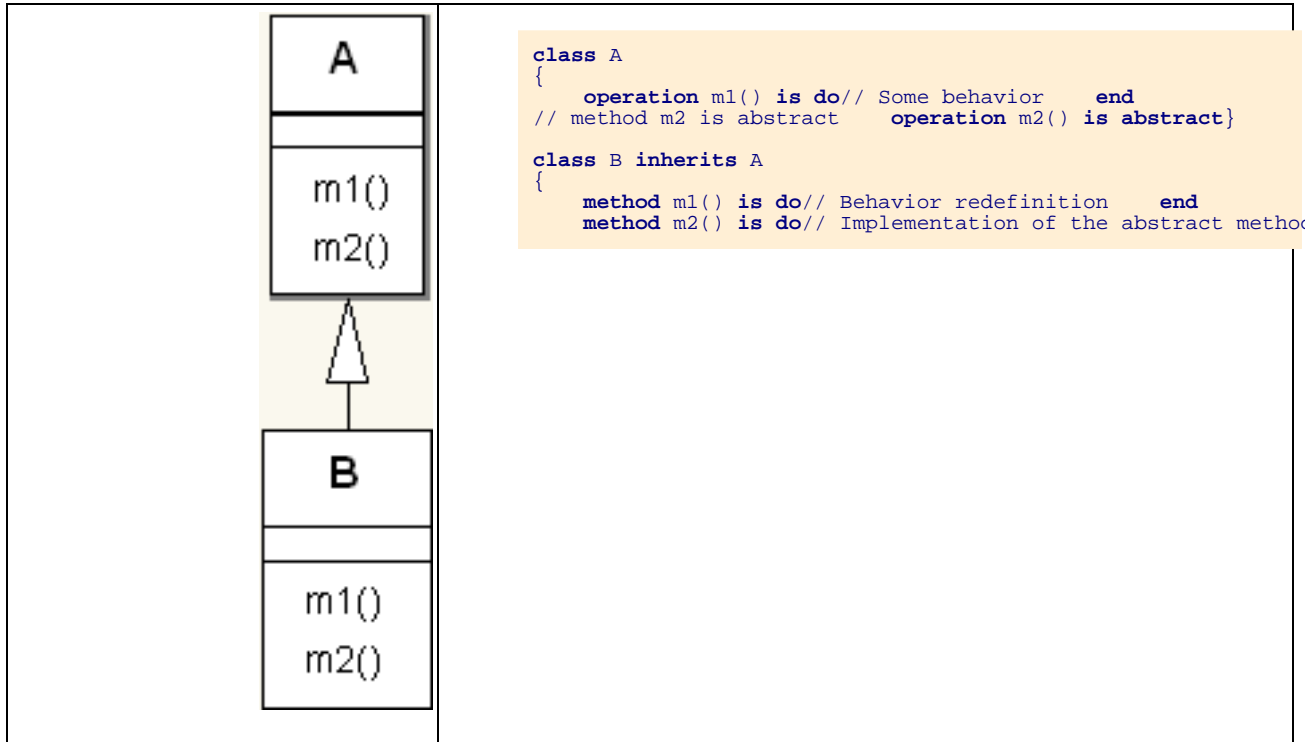 A
m1()
m2()
B
m1()
m2()
class A
{
operation m1() is do// Some behavior end
// method m2 is abstract operation m2() is abstract}
class B inherits A
{
method m1() is do// Behavior redefinition end
method m2() is do// Implementation of the abstract